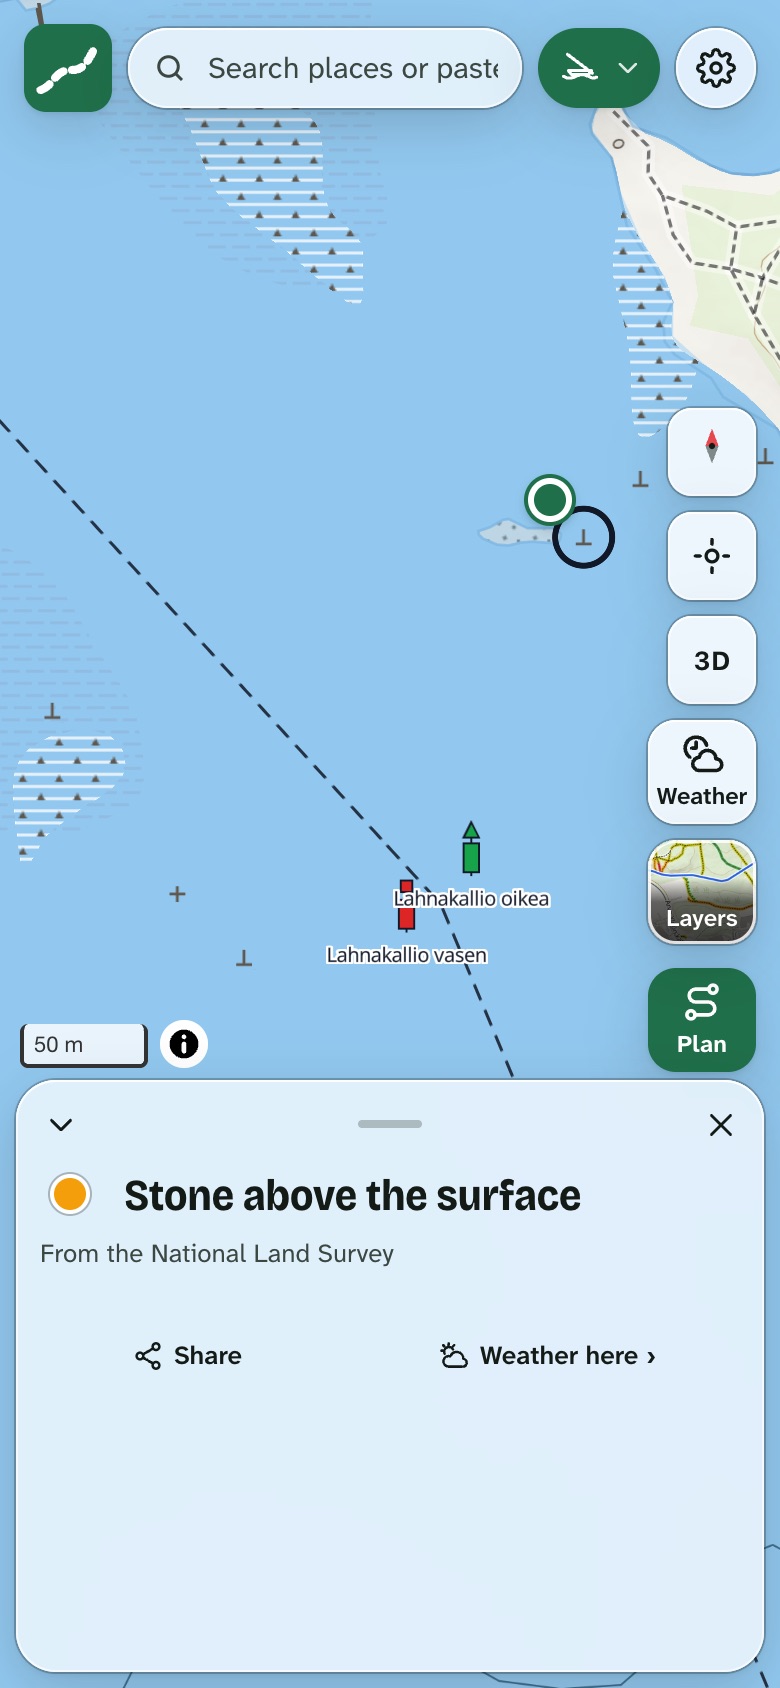 Search places or paste
3D
Weather
Lahnakallio oikea
Layers
Lahnakallio vasen
50 m
Plan
Stone above the surface
From the National Land Survey
Share
Weather here ›